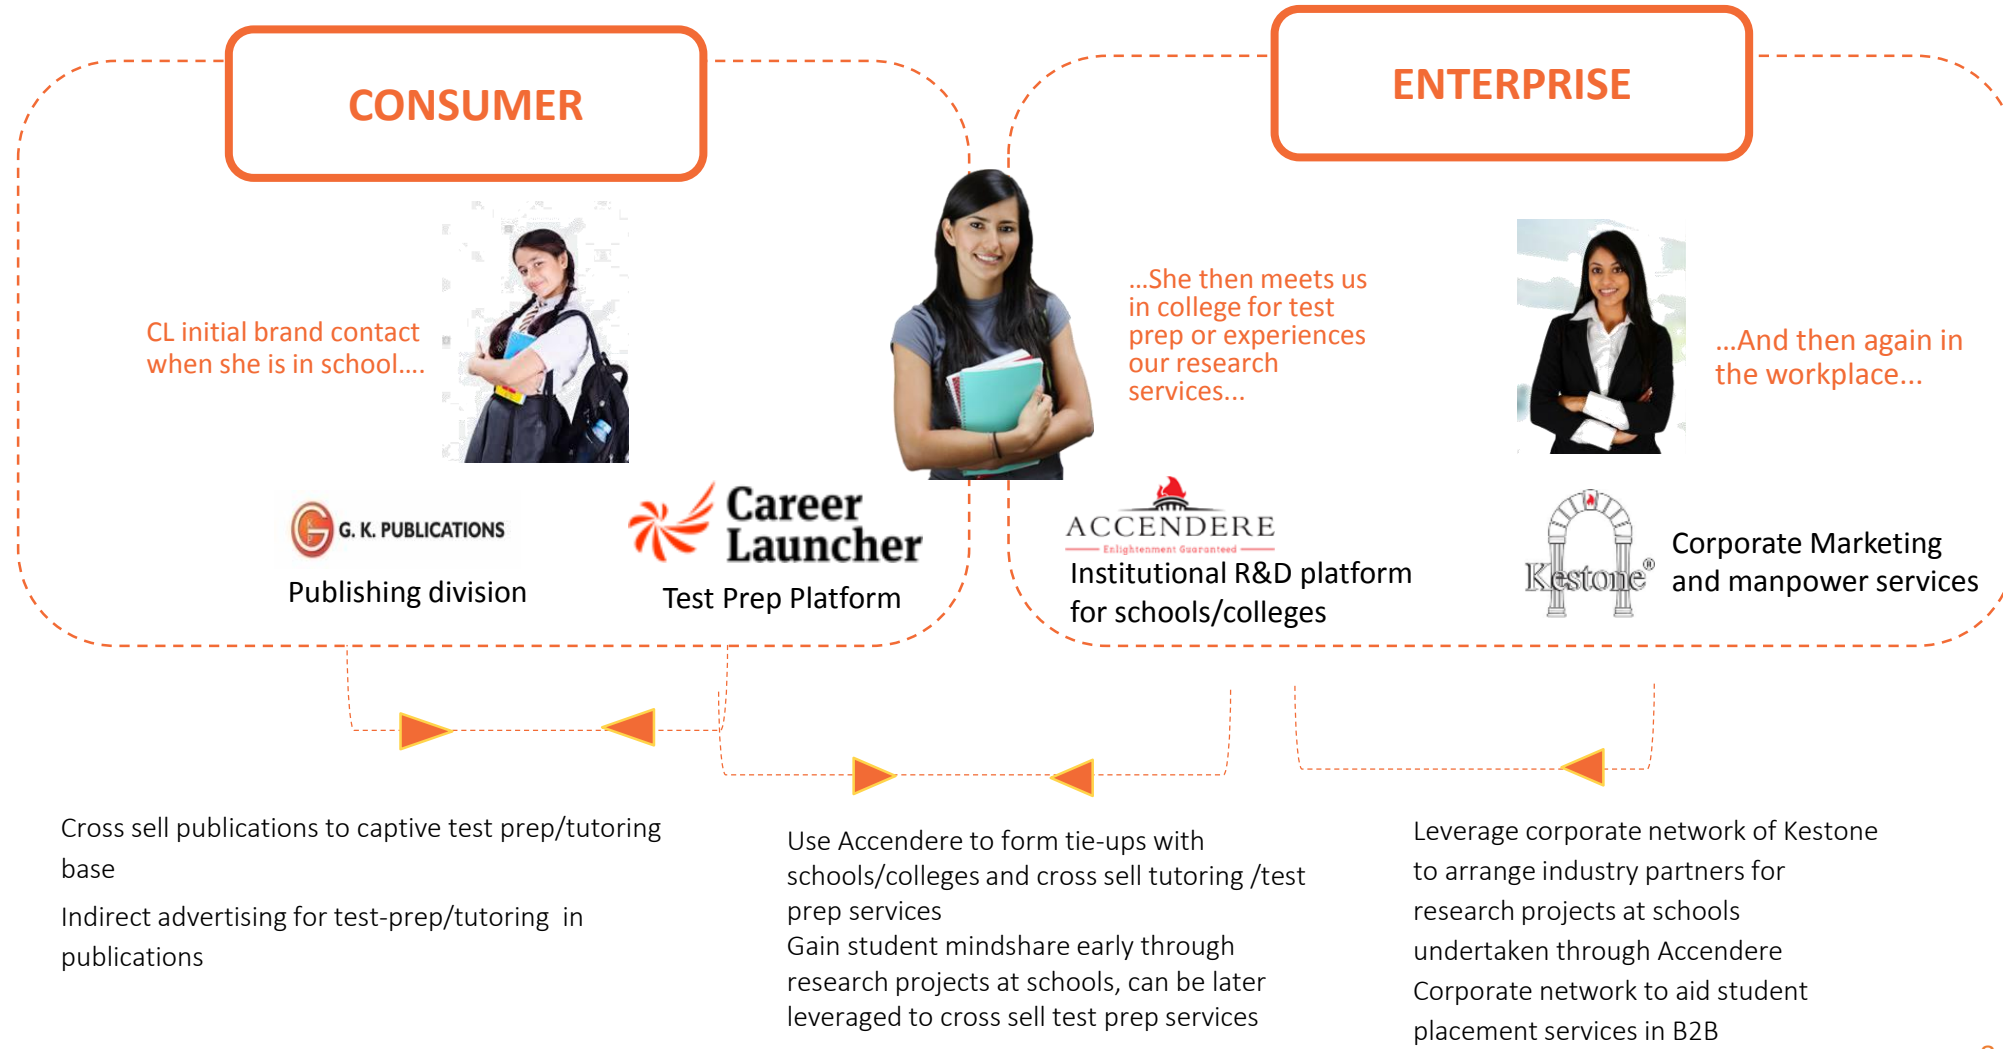 CONSUMER
ENTERPRISE
CL initial brand contact
when she is in school....
...She then meets us
in college for test
prep or experiences
our research
services...
...And then again in
the workplace...
G. K. PUBLICATIONS
Publishing division
Career
Launcher
Test Prep Platform
ACCENDERE
Enlightenment Guaranteed
Institutional R&D platform
for schools/colleges
Kestone®
Corporate Marketing
and manpower services
Cross sell publications to captive test prep/tutoring
base
Indirect advertising for test-prep/tutoring in
publications
Use Accendere to form tie-ups with
schools/colleges and cross sell tutoring /test
prep services
Gain student mindshare early through
research projects at schools, can be later
leveraged to cross sell test prep services
Leverage corporate network of Kestone
to arrange industry partners for
research projects at schools
undertaken through Accendere
Corporate network to aid student
placement services in B2B